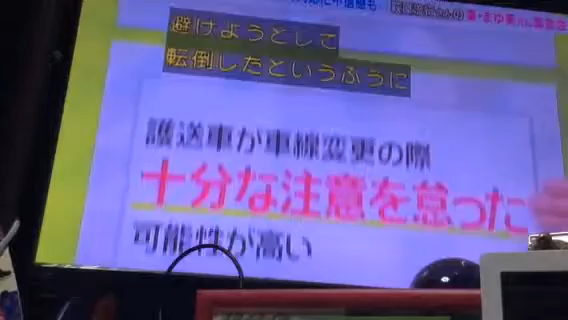 避けようとして
転倒したというふうに
護送車が車線変更の際
十分な注意を怠った
可能性が高い